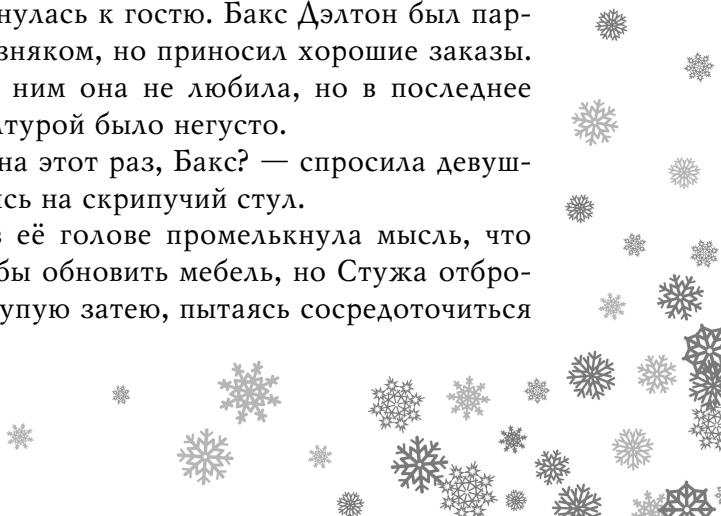 нулась к гостю. Бакс Дэлтон был пар-
зняком, но приносил хорошие заказы.
ним она не любила, но в последнее
лтурой было негусто.
на этот раз, Бакс? — спросила девуш-
сь на скрипучий стул.
в её голове промелькнула мысль, что
бы обновить мебель, но Стужа отбро-
упую затею, пытаясь сосредоточиться